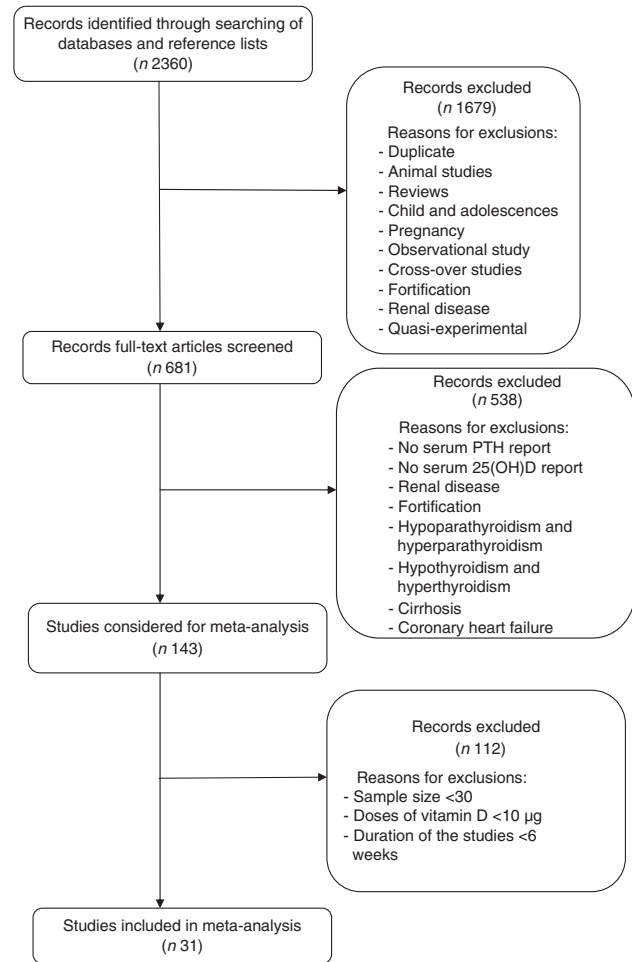 Records identified through searching of
databases and reference lists
(n 2360)
Records excluded
(n 1679)
Reasons for exclusions:
- Duplicate
- Animal studies
- Reviews
- Child and adolescences
- Pregnancy
- Observational study
- Cross-over studies
- Fortification
- Renal disease
- Quasi-experimental
Records full-text articles screened
(n 681)
Records excluded
(n 538)
Reasons for exclusions:
- No serum PTH report
- No serum 25(OH)D report
- Renal disease
- Fortification
- Hypoparathyroidism and
hyperparathyroidism
- Hypothyroidism and
hyperthyroidism
- Cirrhosis
- Coronary heart failure
Studies considered for meta-analysis
(n 143)
Records excluded
(n 112)
Reasons for exclusions:
- Sample size <30
- Doses of vitamin D <10 µg
- Duration of the studies <6
weeks
Studies included in meta-analysis
(n 31)